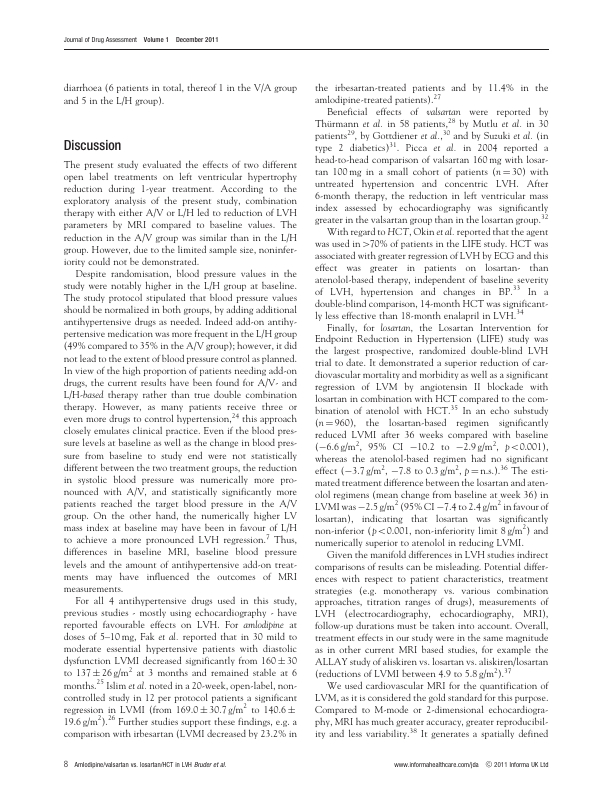 Journal of Drug Assessment Volume 1 December 2011
diarrhoea (6 patients in total, thereof 1 in the V/A group
and 5 in the L/H group).
Discussion
The present study evaluated the effects of two different
open label treatments on left ventricular hypertrophy
reduction during 1-year treatment. According to the
exploratory analysis of the present study, combination
therapy with either A/V or L/H led to reduction of LVH
parameters by MRI compared to baseline values. The
reduction in the A/V group was similar than in the L/H
group. However, due to the limited sample size, noninfer-
iority could not be demonstrated.
Despite randomisation, blood pressure values in the
study were notably higher in the L/H group at baseline.
The study protocol stipulated that blood pressure values
should be normalized in both groups, by adding additional
antihypertensive drugs as needed. Indeed add-on antihy-
pertensive medication was more frequent in the L/H group
(49% compared to 35% in the A/V group); however, it did
not lead to the extent of blood pressure control as planned.
In view of the high proportion of patients needing add-on
drugs, the current results have been found for A/V- and
L/H-based therapy rather than true double combination
therapy. However, as many patients receive three or
even more drugs to control hypertension,24 this approach
closely emulates clinical practice. Even if the blood pres-
sure levels at baseline as well as the change in blood pres-
sure from baseline to study end were not statistically
different between the two treatment groups, the reduction
in systolic blood pressure was numerically more pro-
nounced with A/V, and statistically significantly more
patients reached the target blood pressure in the A/V
group. On the other hand, the numerically higher LV
mass index at baseline may have been in favour of L/H
to achieve a more pronounced LVH regression.7 Thus,
differences in baseline MRI, baseline blood pressure
levels and the amount of antihypertensive add-on treat-
ments may have influenced the outcomes of MRI
measurements.
For all 4 antihypertensive drugs used in this study,
previous studies - mostly using echocardiography - have
reported favourable effects on LVH. For amlodipine at
doses of 5–10 mg, Fak et al. reported that in 30 mild to
moderate essential hypertensive patients with diastolic
dysfunction LVMI decreased significantly from 160 ± 30
to 137 ± 26 g/m2 at 3 months and remained stable at 6
months.25 Islim et al. noted in a 20-week, open-label, non-
controlled study in 12 per protocol patients a significant
regression in LVMI (from 169.0 ± 30.7 g/m2 to 140.6 ±
19.6 g/m2).26 Further studies support these findings, e.g. a
comparison with irbesartan (LVMI decreased by 23.2% in
the irbesartan-treated patients and by 11.4% in the
amlodipine-treated patients).27
Beneficial effects of valsartan were reported by
Thürmann et al. in 58 patients,28 by Mutlu et al. in 30
patients29, by Gottdiener et al.,30 and by Suzuki et al. (in
type 2 diabetics)31. Picca et al. in 2004 reported a
head-to-head comparison of valsartan 160 mg with losar-
tan 100 mg in a small cohort of patients (n = 30) with
untreated hypertension and concentric LVH. After
6-month therapy, the reduction in left ventricular mass
index assessed by echocardiography was significantly
greater in the valsartan group than in the losartan group.32
With regard to HCT, Okin et al. reported that the agent
was used in >70% of patients in the LIFE study. HCT was
associated with greater regression of LVH by ECG and this
effect was greater in patients on losartan- than
atenolol-based therapy, independent of baseline severity
of LVH, hypertension and changes in BP.33 In a
double-blind comparison, 14-month HCT was significant-
ly less effective than 18-month enalapril in LVH.34
Finally, for losartan, the Losartan Intervention for
Endpoint Reduction in Hypertension (LIFE) study was
the largest prospective, randomized double-blind LVH
trial to date. It demonstrated a superior reduction of car-
diovascular mortality and morbidity as well as a significant
regression of LVM by angiotensin II blockade with
losartan in combination with HCT compared to the com-
bination of atenolol with HCT.35 In an echo substudy
(n = 960), the losartan-based regimen significantly
reduced LVMI after 36 weeks compared with baseline
(−6.6 g/m2, 95% CI −10.2 to −2.9 g/m2, p < 0.001),
whereas the atenolol-based regimen had no significant
effect (−3.7 g/m2, −7.8 to 0.3 g/m2, p = n.s.).36 The esti-
mated treatment difference between the losartan and aten-
olol regimens (mean change from baseline at week 36) in
LVMI was −2.5 g/m2 (95% CI −7.4 to 2.4 g/m2 in favour of
losartan), indicating that losartan was significantly
non-inferior (p < 0.001, non-inferiority limit 8 g/m2) and
numerically superior to atenolol in reducing LVMI.
Given the manifold differences in LVH studies indirect
comparisons of results can be misleading. Potential differ-
ences with respect to patient characteristics, treatment
strategies (e.g. monotherapy vs. various combination
approaches, titration ranges of drugs), measurements of
LVH (electrocardiography, echocardiography, MRI),
follow-up durations must be taken into account. Overall,
treatment effects in our study were in the same magnitude
as in other current MRI based studies, for example the
ALLAY study of aliskiren vs. losartan vs. aliskiren/losartan
(reductions of LVMI between 4.9 to 5.8 g/m2).37
We used cardiovascular MRI for the quantification of
LVM, as it is considered the gold standard for this purpose.
Compared to M-mode or 2-dimensional echocardiogra-
phy, MRI has much greater accuracy, greater reproducibil-
ity and less variability.38 It generates a spatially defined
8 Amlodipine/valsartan vs. losartan/HCT in LVH Bruder et al.
www.informahealthcare.com/jda © 2011 Informa UK Ltd